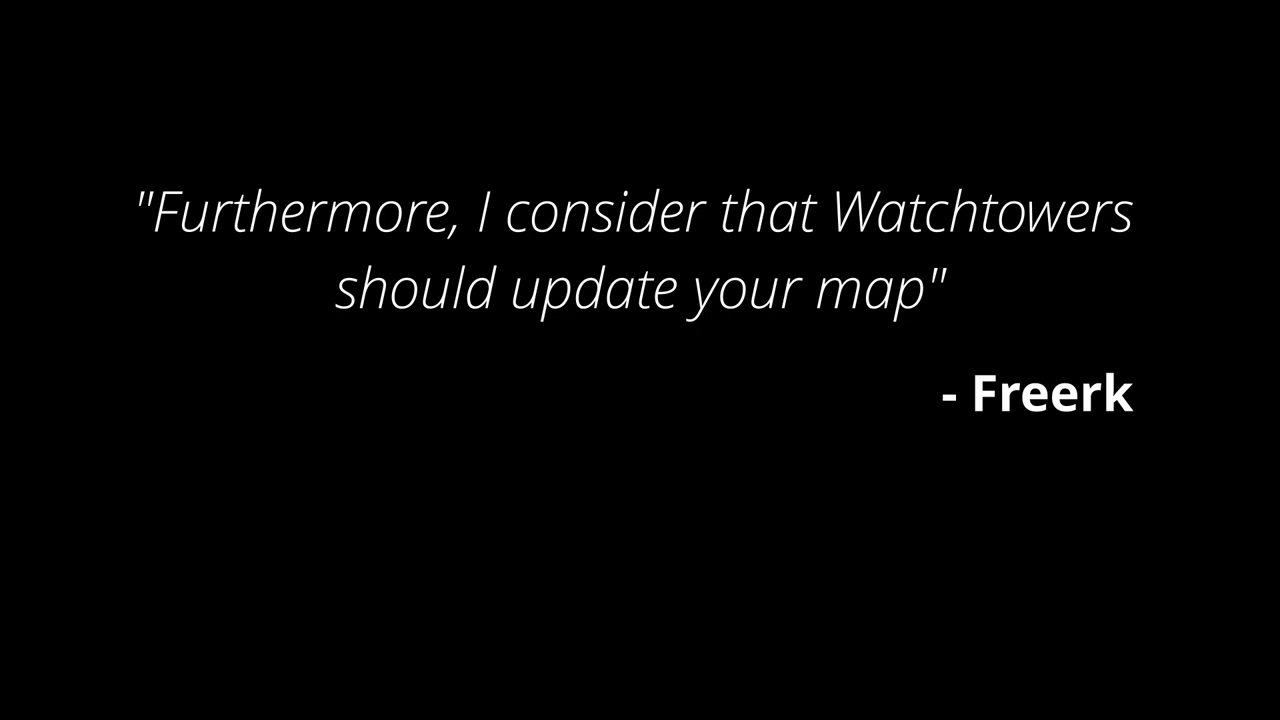 "Furthermore, I consider that Watchtowers
should update your map"
- Freerk